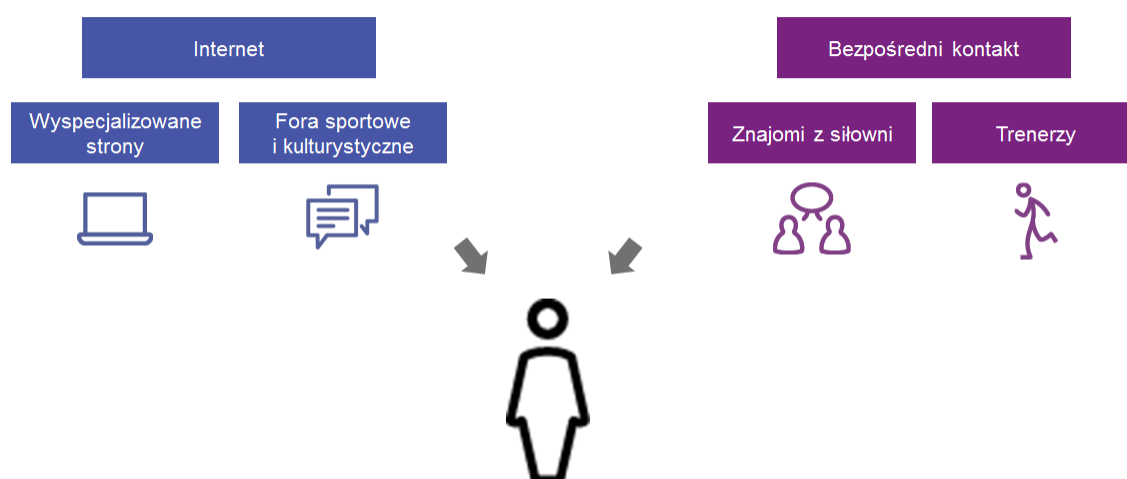 Internet
Bezpośredni kontakt
Wyspecjalizowane
strony
Fora sportowe
i kulturystyczne
Znajomi z siłowni
Trenerzy